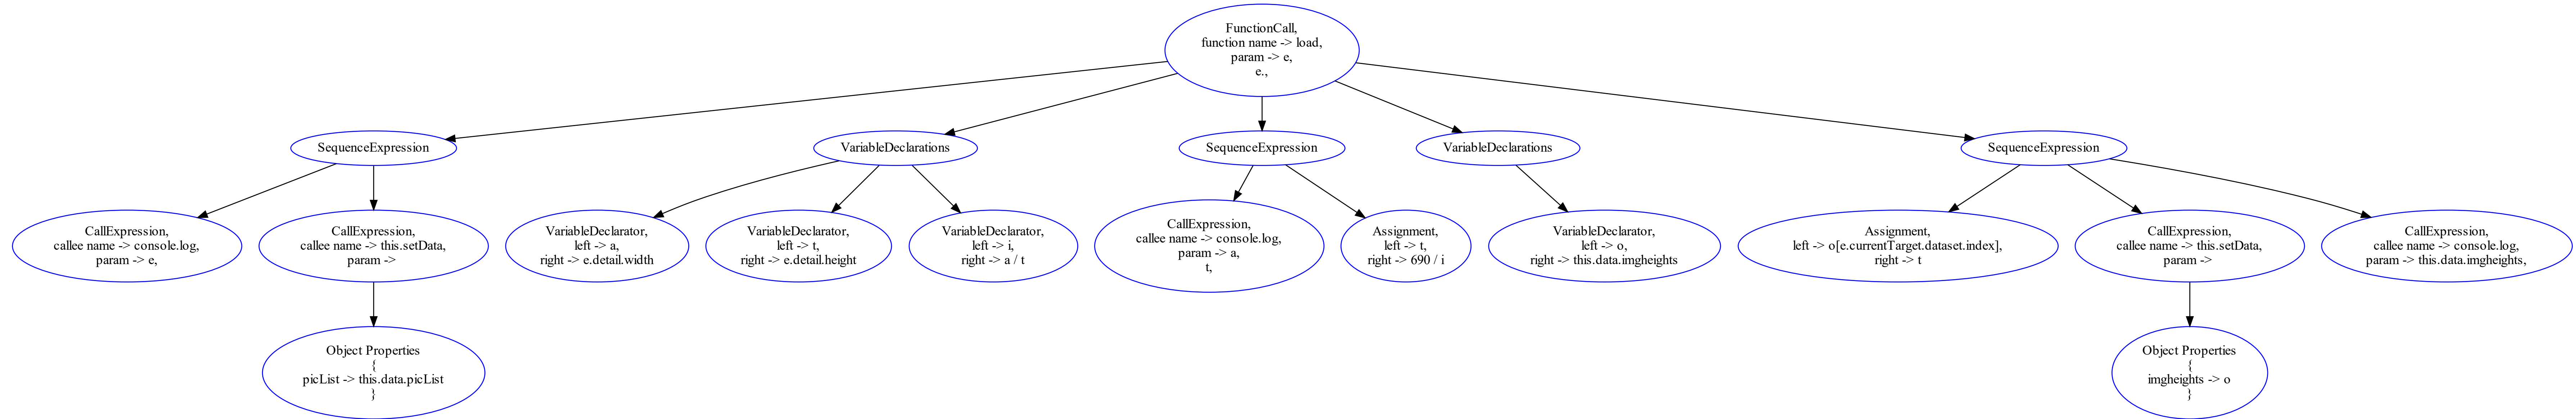 FunctionCall,
function name -> load,
param -> e,
e.,
SequenceExpression
VariableDeclarations
SequenceExpression
VariableDeclarations
SequenceExpression
CallExpression,
callee name -> console.log,
param -> e,
CallExpression,
callee name -> this.setData,
param ->
VariableDeclarator,
left -> a,
right -> e.detail.width
VariableDeclarator,
left -> t,
right -> e.detail.height
VariableDeclarator,
left -> i,
right -> a / t
CallExpression,
callee name -> console.log,
param -> a,
t,
Assignment,
left -> t,
right -> 690 / i
VariableDeclarator,
left -> o,
right -> this.data.imgheights
Assignment,
left -> o[e.currentTarget.dataset.index],
right -> t
CallExpression,
callee name -> this.setData,
param ->
CallExpression,
callee name -> console.log,
param -> this.data.imgheights,
Object Properties
{
picList -> this.data.picList
}
Object Properties
{
imgheights -> o
}